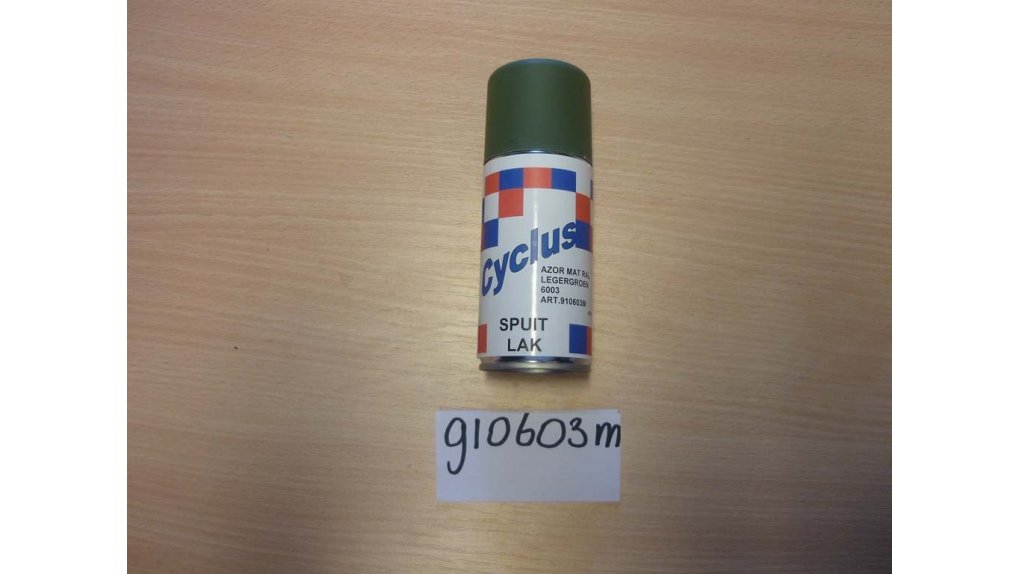 Cyclus
AZOR MAT RAL
LEGERGROEN
6003
ART.910603M
SPUIT
LAK
910603m